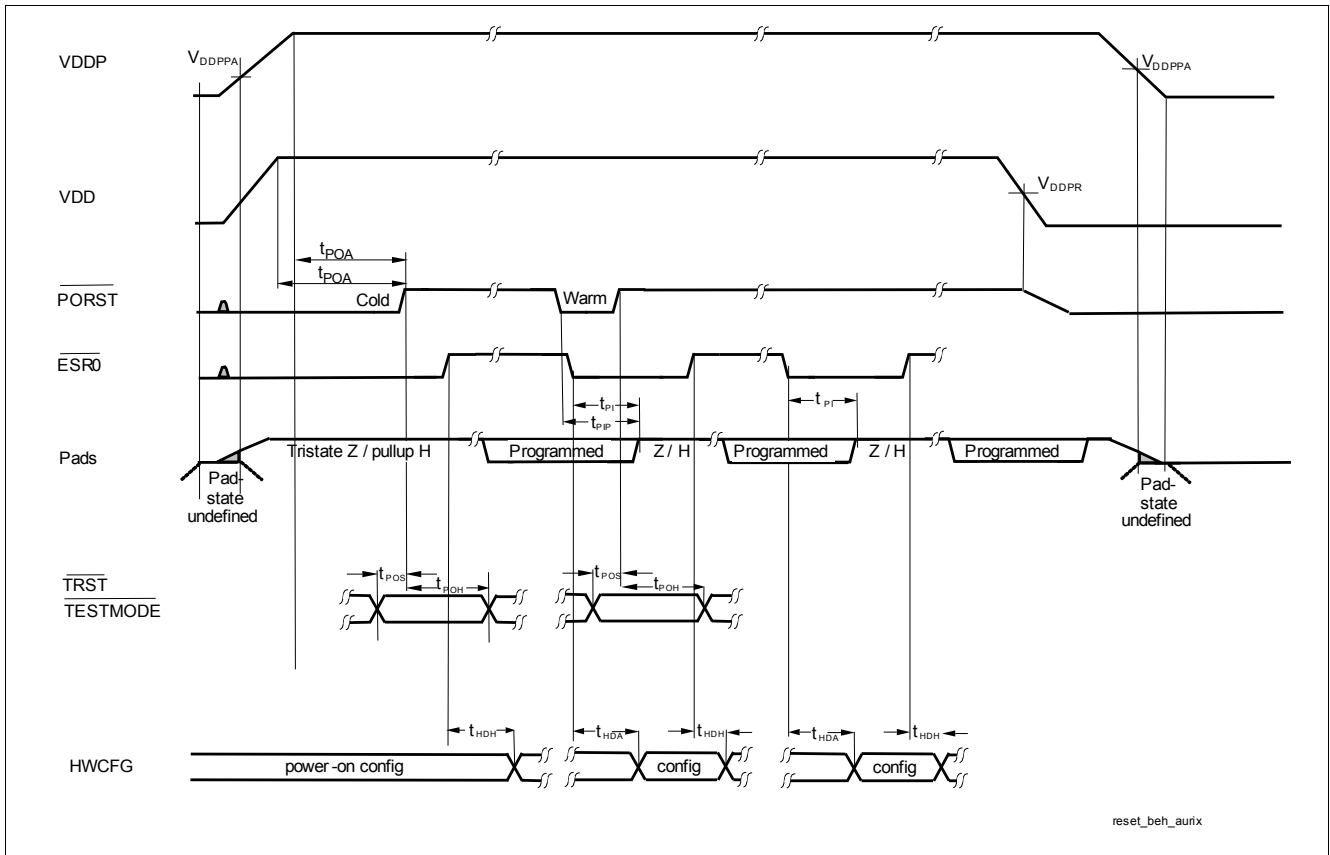 VDDP
VDDPPA
VDDPPA
VDD
VDDPR
tPOA
tPOA
PORST
Cold
Warm
ESR0
tPI
tPI
tPIP
Pads
Tristate Z / pullup H
Programmed
Z / H
Programmed
Z / H
Programmed
Pad-
state
undefined
Pad-
state
undefined
TRST
TESTMODE
tPOS
tPOH
tPOS
tPOH
tHDH
tHDA
tHDH
tHDA
tHDH
HWCFG
power -on config
config
config
reset_beh_aurix